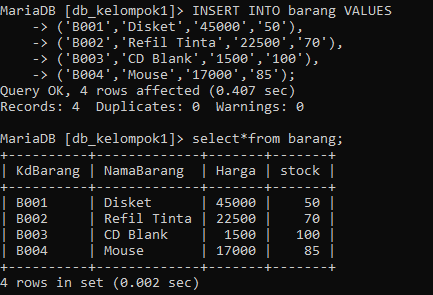 MariaDB [db_kelompok1]> INSERT INTO barang VALUES
    -> ('B001','Disket','45000','50'),
    -> ('B002','Refil Tinta','22500','70'),
    -> ('B003','CD Blank','1500','100'),
    -> ('B004','Mouse','17000','85');
Query OK, 4 rows affected (0.407 sec)
Records: 4  Duplicates: 0  Warnings: 0

MariaDB [db_kelompok1]> select*from barang;
+----------+-------------+-------+-------+
| KdBarang | NamaBarang  | Harga | stock |
+----------+-------------+-------+-------+
| B001     | Disket      | 45000 |    50 |
| B002     | Refil Tinta | 22500 |    70 |
| B003     | CD Blank    |  1500 |   100 |
| B004     | Mouse       | 17000 |    85 |
+----------+-------------+-------+-------+
4 rows in set (0.002 sec)